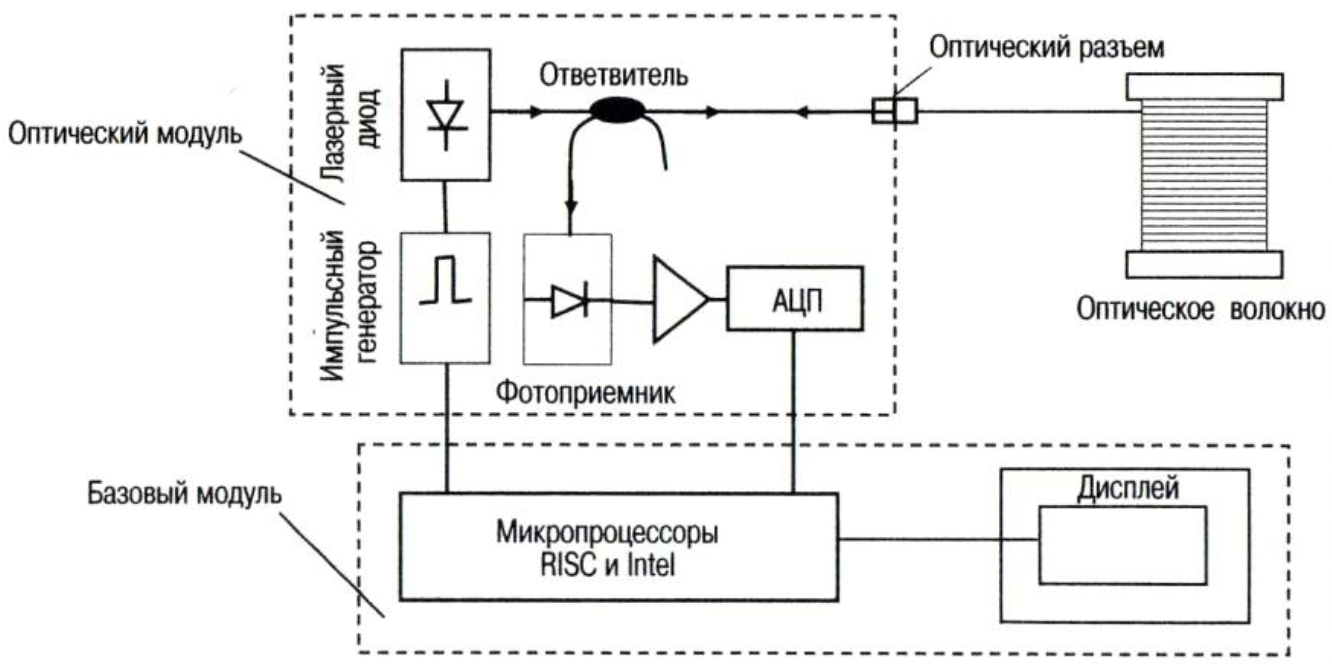 Оптический разъем
Ответвитель
Лазерный
диод
Оптический модуль
Импульсный
генератор
АЦП
Оптическое волокно
Фотоприемник
Базовый модуль
Дисплей
Микропроцессоры
RISC и Intel